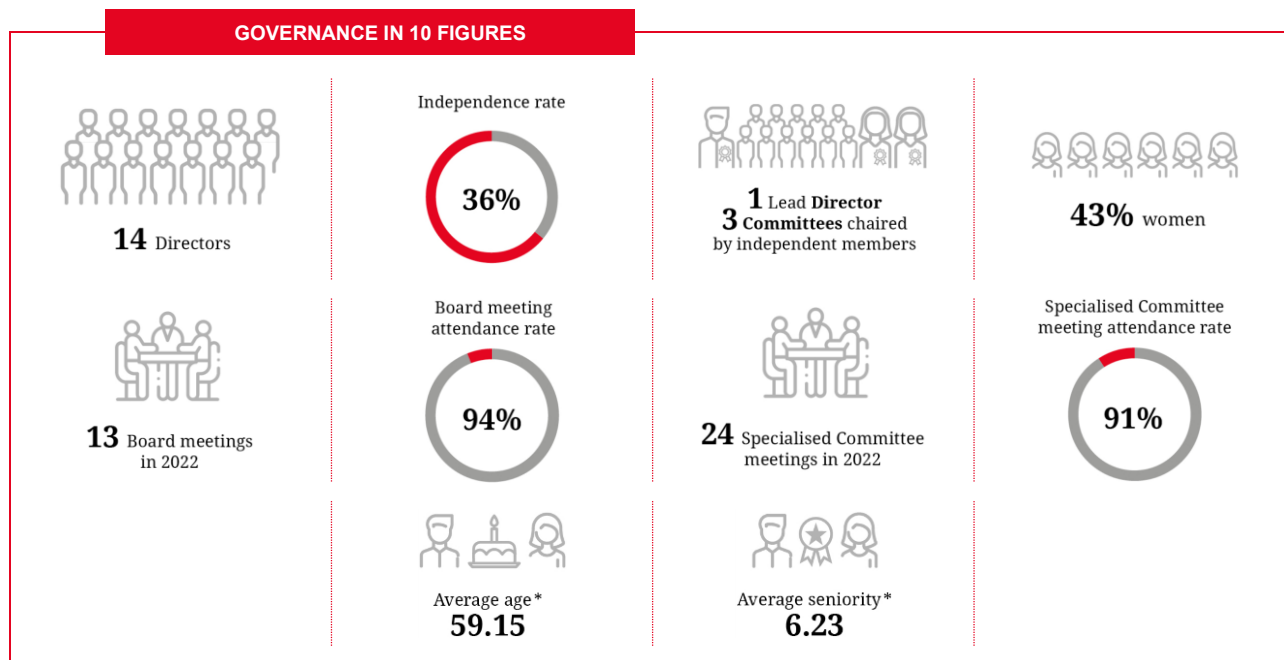 GOVERNANCE IN 10 FIGURES
14 Directors
Independence rate
36%
1 Lead Director
3 Committees chaired
by independent members
43% women
13 Board meetings
in 2022
Board meeting
attendance rate
94%
24 Specialised Committee
meetings in 2022
Specialised Committee
meeting attendance rate
91%
Average age*
59.15
Average seniority*
6.23